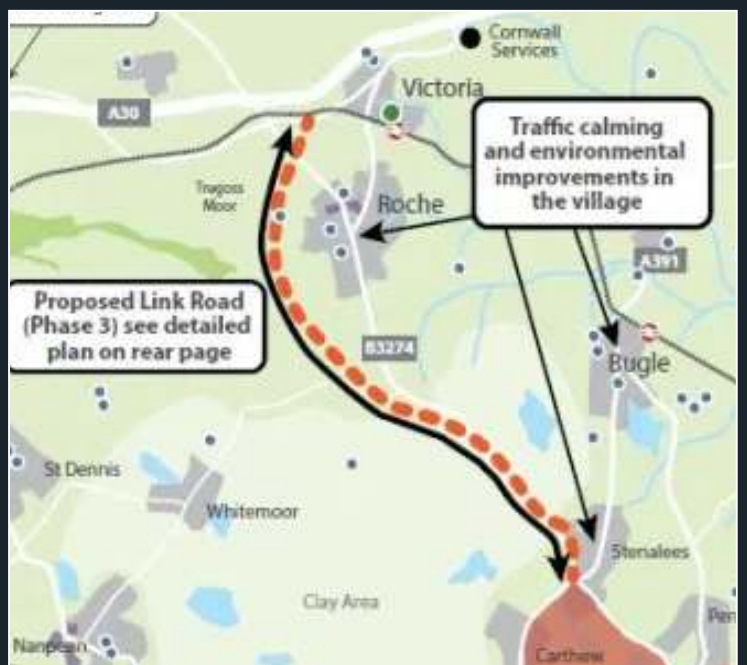 Cornwall
Services
Victoria
A30
Traffic calming
and environmental
improvements in
the village
Tragoss
Moor
Roche
A391
Proposed Link Road
(Phase 3) see detailed
plan on rear page
B3274
Bugle
St Dennis
Whitemoor
Stenalees
Clay Area
Nanpean
Carthew